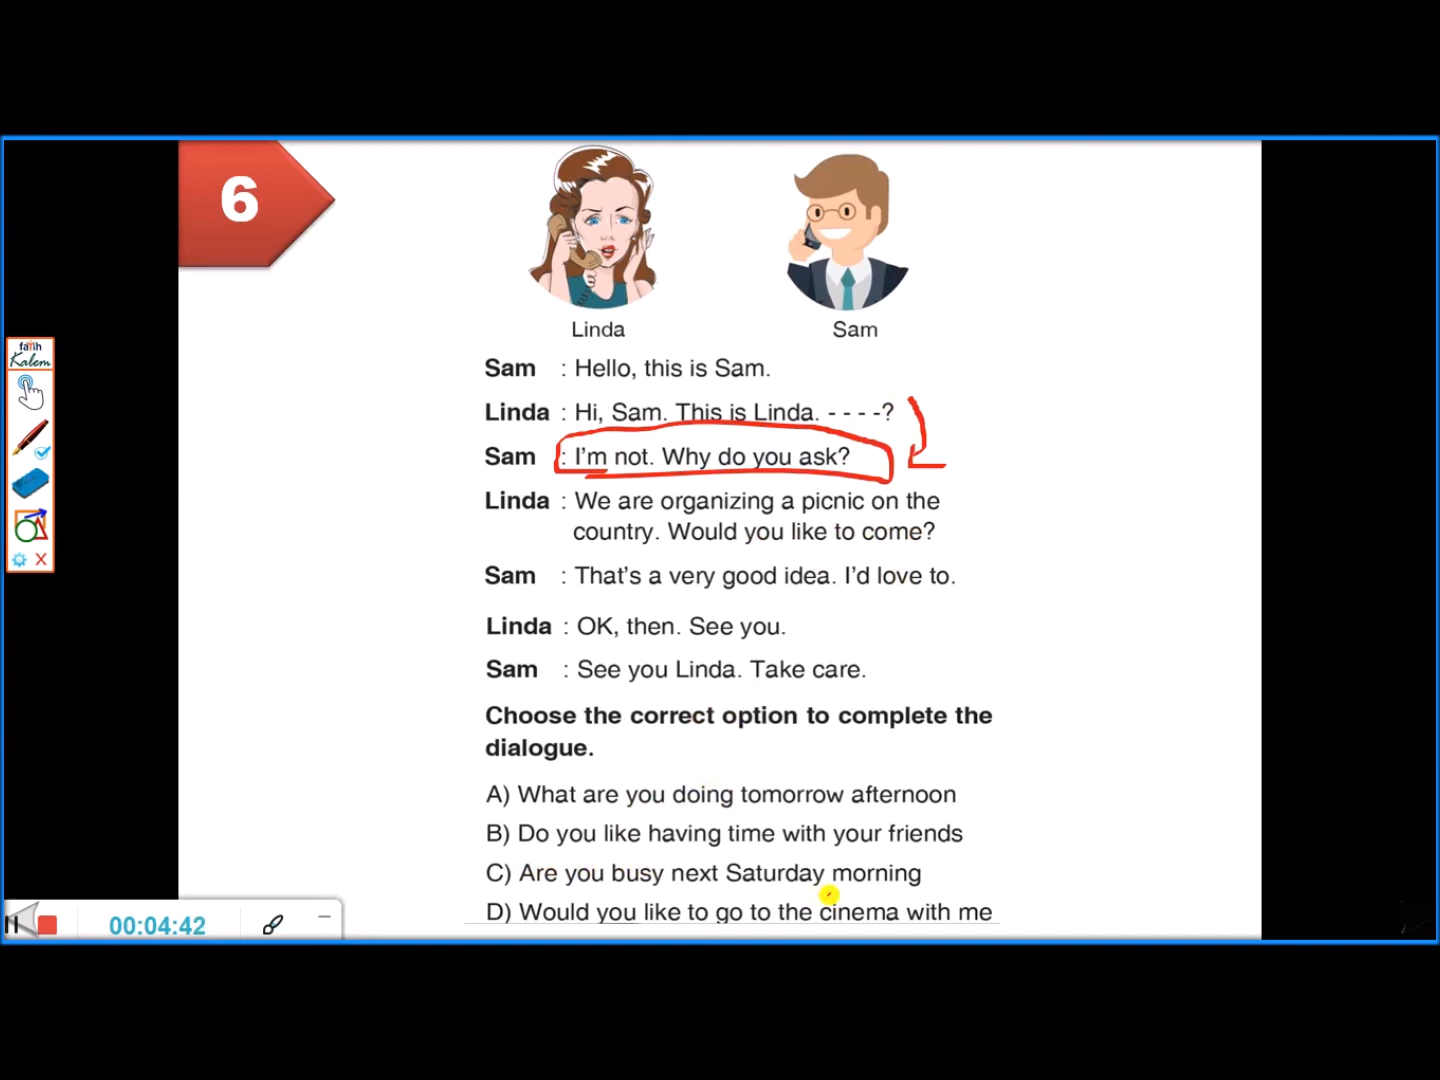 6
Linda
Sam
Sam : Hello, this is Sam.
Linda : Hi, Sam. This is Linda. - - - -?
Sam : I'm not. Why do you ask?
Linda : We are organizing a picnic on the
country. Would you like to come?
Sam : That's a very good idea. I'd love to.
Linda : OK, then. See you.
Sam : See you Linda. Take care.
Choose the correct option to complete the
dialogue.
A) What are you doing tomorrow afternoon
B) Do you like having time with your friends
C) Are you busy next Saturday morning
D) Would you like to go to the cinema with me
fatih
Kalem
X
00:04:42